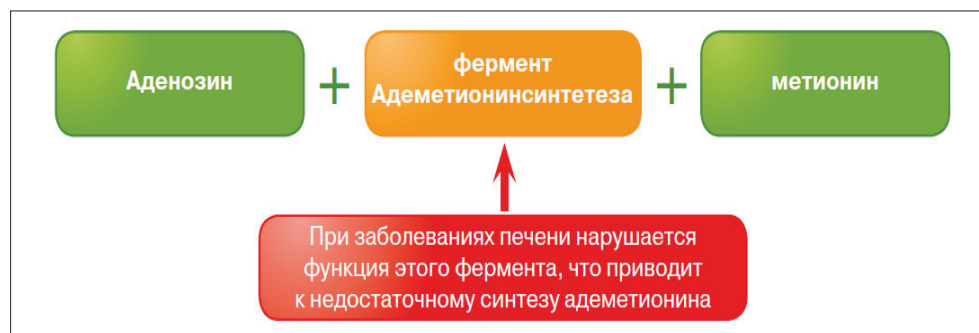 Аденозин
+
фермент
Адеметионинсинтетеза
+
метионин
При заболеваниях печени нарушается
функция этого фермента, что приводит
к недостаточному синтезу адеметионина